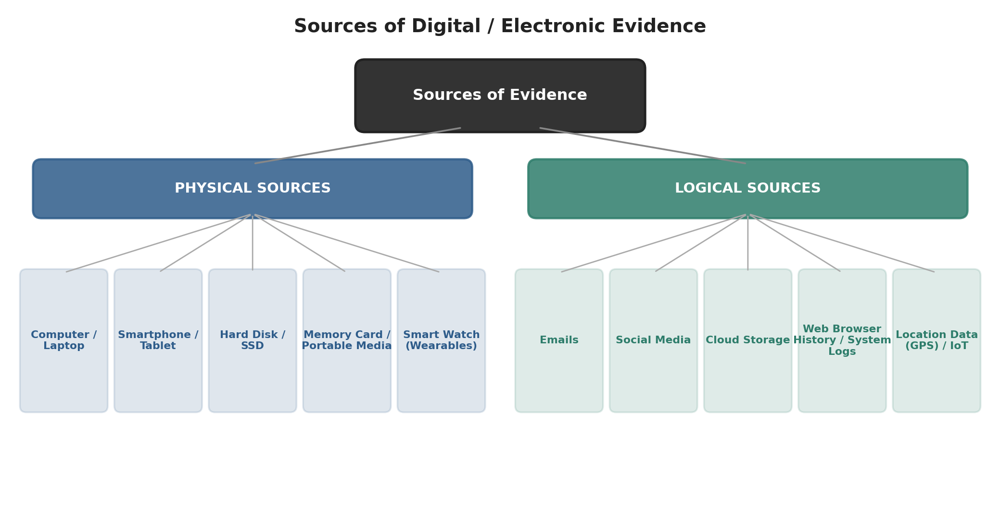 Sources of Digital / Electronic Evidence
Sources of Evidence
PHYSICAL SOURCES
LOGICAL SOURCES
Computer /
Laptop
Smartphone /
Tablet
Hard Disk /
SSD
Memory Card /
Portable Media
Smart Watch
(Wearables)
Emails
Social Media
Cloud Storage
Web Browser
History / System
Logs
Location Data
(GPS) / IoT